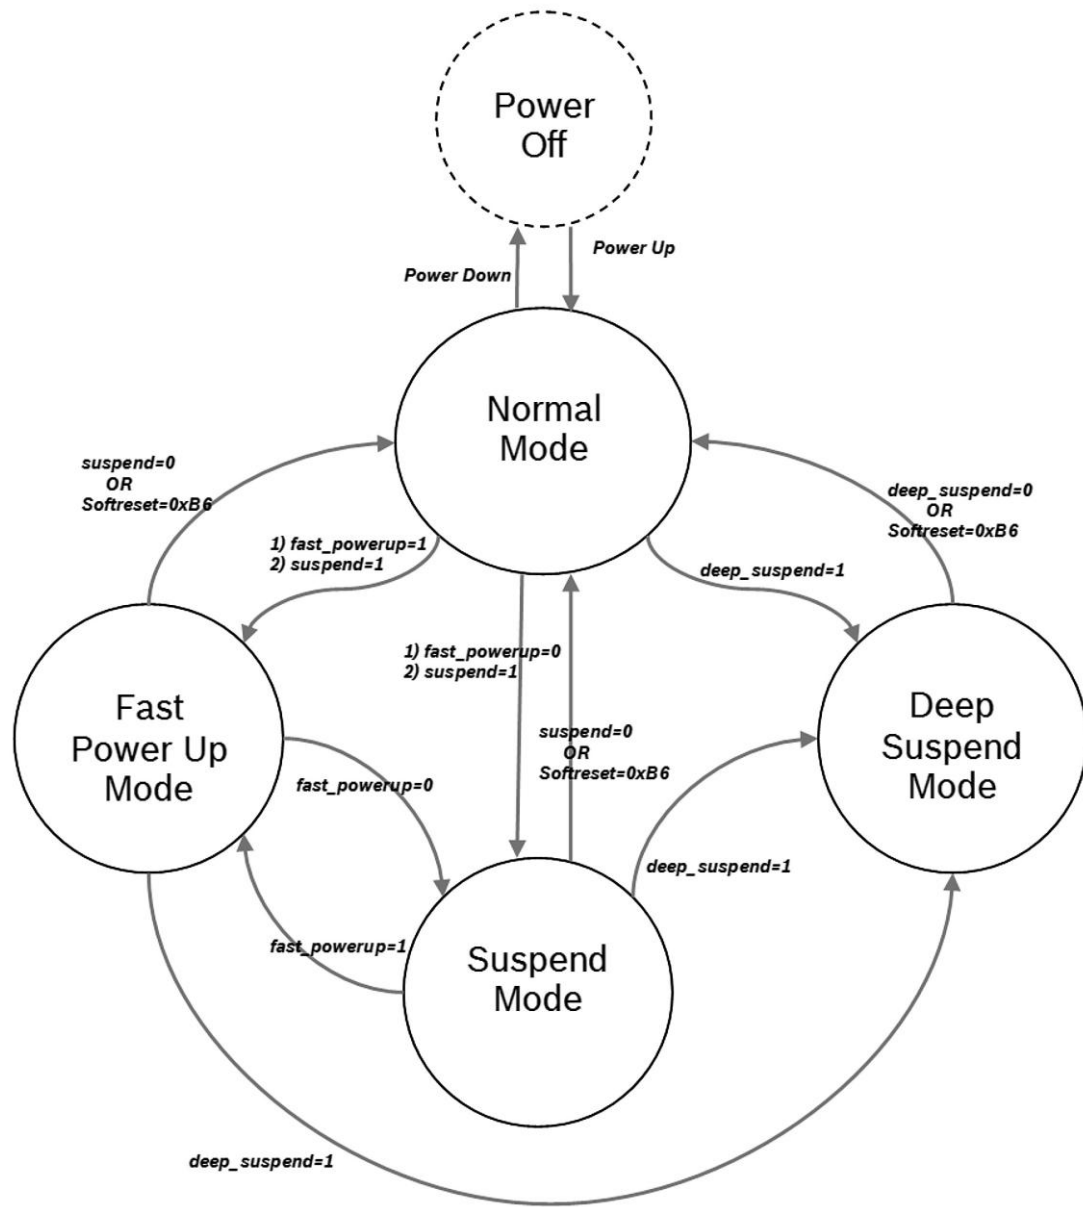 Power
Off
Power Up
Power Down
Normal
Mode
suspend=0
OR
Softreset=0xB6
deep_suspend=0
OR
Softreset=0xB6
1) fast_powerup=1
2) suspend=1
deep_suspend=1
1) fast_powerup=0
2) suspend=1
Fast
Power Up
Mode
Deep
Suspend
Mode
suspend=0
OR
Softreset=0xB6
fast_powerup=0
deep_suspend=1
fast_powerup=1
Suspend
Mode
deep_suspend=1